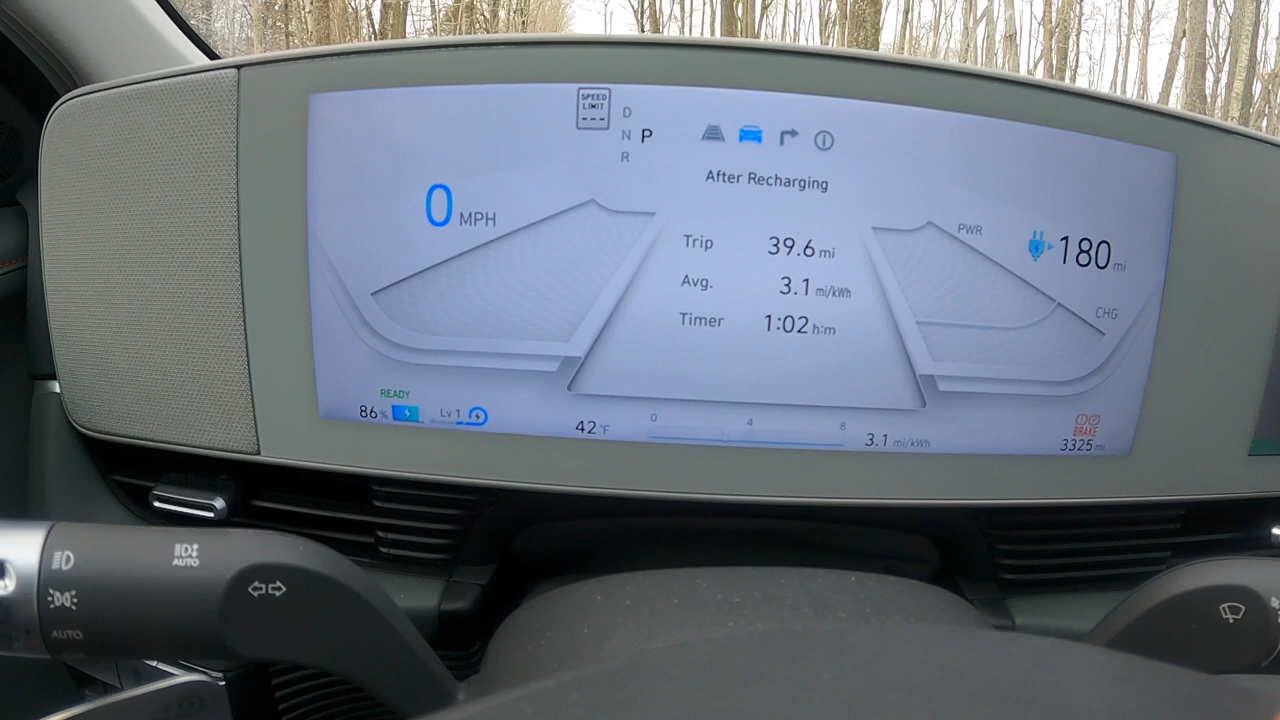 SPEED
LIMIT
---
D
N P
R
After Recharging
0 MPH
Trip 39.6 mi
Avg. 3.1 mi/kWh
Timer 1:02 h:m
PWR
180 mi
CHG
READY
86 % Lv 1
42 °F
0 4 8
3.1 mi/kWh
BRAKE
3325 mi
AUTO
AUTO